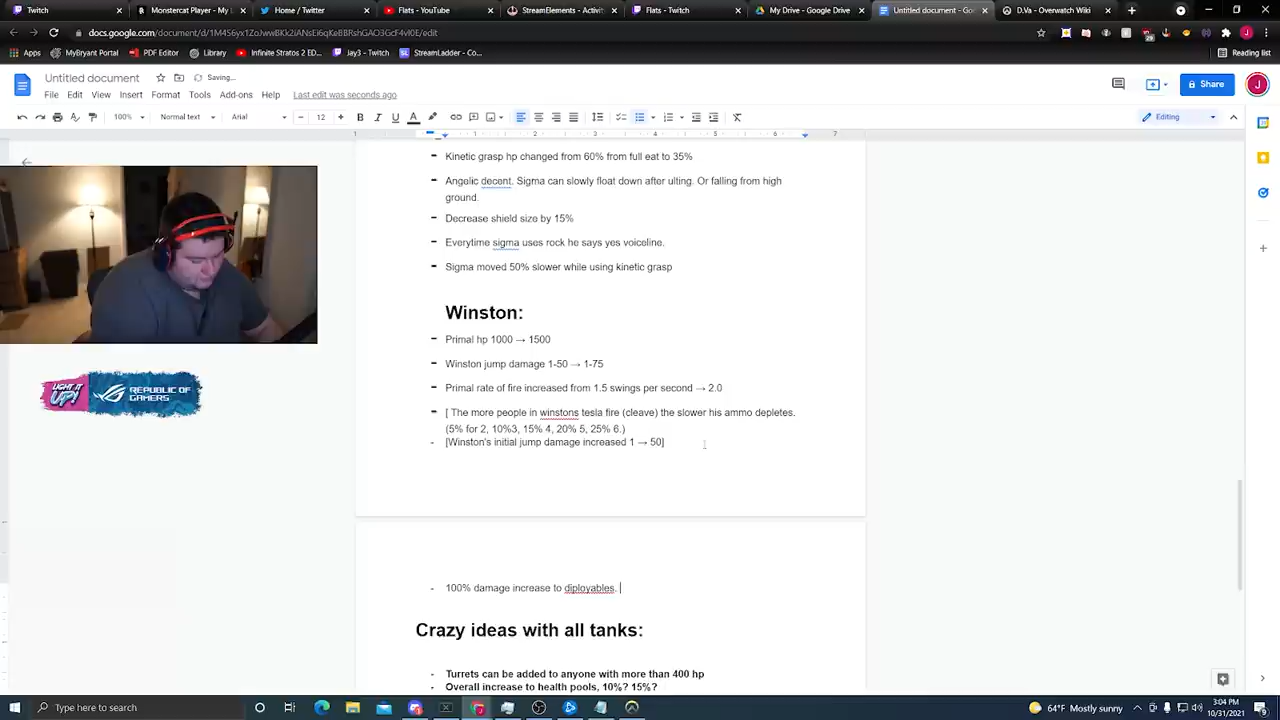 Twitch
Monstercat Player - M
Home / Twitter
Flats - YouTube
StreamElements - A
Flats - Twitch
My Drive - Google Drive
Untitled document - Go
D.Va - Overwatch Wiki
docs.google.com/document/d/1M4S6yx1ZoJwwBKk2iANsEi6qKeBBRshGAO3GcF4vI0E/edit
Apps
MyBryant Portal
PDF Editor
Library
Infinite Stratos 2 ED...
Jay3 - Twitch
StreamLadder - Co...
Reading list
Untitled document
Saving...
File Edit View Insert Format Tools Add-ons Help
Last edit was seconds ago
Share
100%
Normal text
Arial
12
Editing
- Kinetic grasp hp changed from 60% from full eat to 35%
- Angelic decent. Sigma can slowly float down after ulting. Or falling from high
ground.
- Decrease shield size by 15%
- Everytime sigma uses rock he says yes voiceline.
- Sigma moved 50% slower while using kinetic grasp
Winston:
- Primal hp 1000 → 1500
- Winston jump damage 1-50 → 1-75
- Primal rate of fire increased from 1.5 swings per second → 2.0
- [ The more people in winstons tesla fire (cleave) the slower his ammo depletes.
(5% for 2, 10%3, 15% 4, 20% 5, 25% 6.)
- [Winston's initial jump damage increased 1 → 50]
- 100% damage increase to diployables.
Crazy ideas with all tanks:
- Turrets can be added to anyone with more than 400 hp
- Overall increase to health pools, 10%? 15%?
LIGHT IT UP!
REPUBLIC OF
GAMERS
Type here to search
64°F Mostly sunny
3:04 PM
10/31/2021